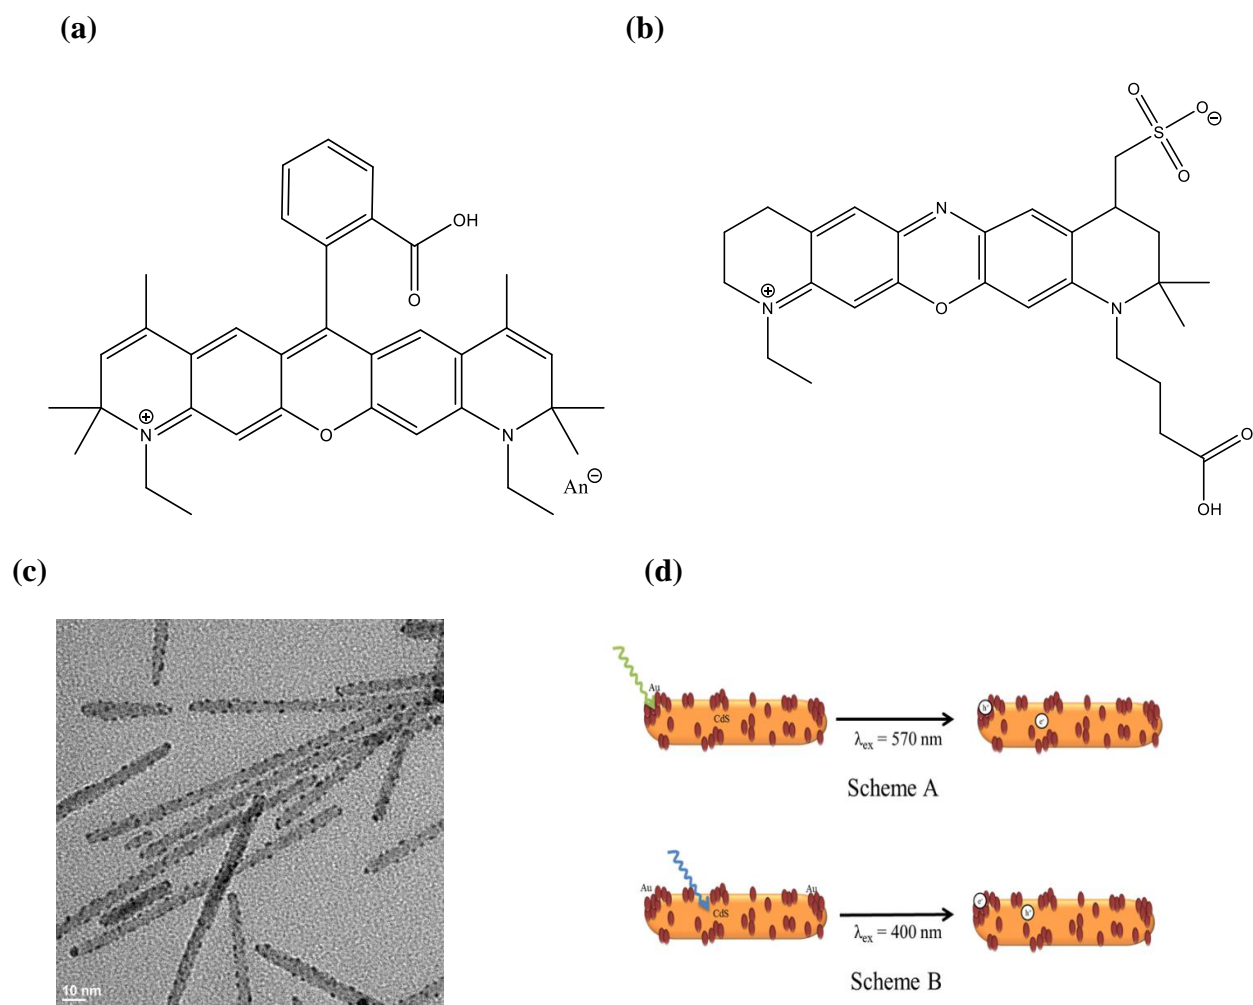 (a)
(b)
O
O
S
⊖
O
OH
O
N
⊕
N
O
N
⊕
N
O
N
An⊖
O
OH
(c)
(d)
10 nm
Au
CdS
λex = 570 nm
h+
e-
Scheme A
Au
CdS
Au
λex = 400 nm
e-
h+
Scheme B